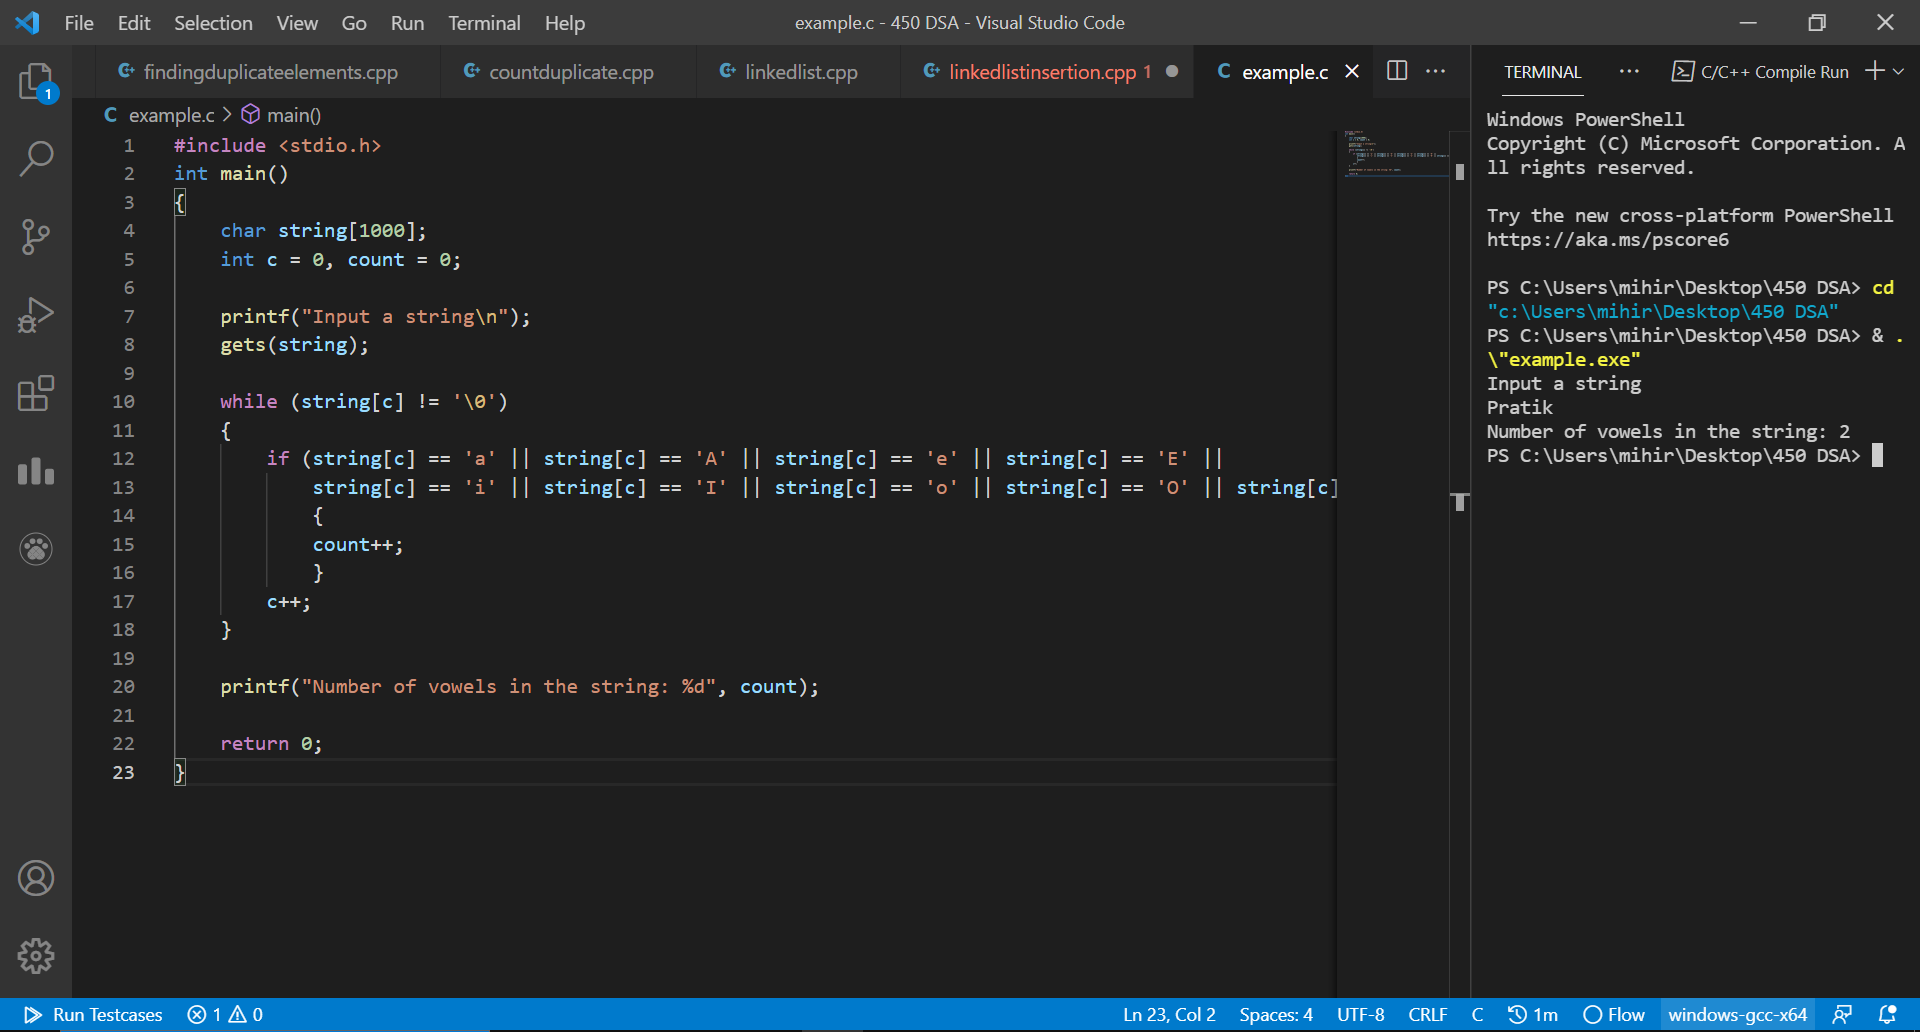 File Edit Selection View Go Run Terminal Help
example.c - 450 DSA - Visual Studio Code
findingduplicateelements.cpp
countduplicate.cpp
linkedlist.cpp
linkedlistinsertion.cpp 1
C example.c
C example.c > main()
1 #include <stdio.h>
2 int main()
3 {
4 char string[1000];
5 int c = 0, count = 0;
6
7 printf("Input a string\n");
8 gets(string);
9
10 while (string[c] != '\0')
11 {
12 if (string[c] == 'a' || string[c] == 'A' || string[c] == 'e' || string[c] == 'E' ||
13 string[c] == 'i' || string[c] == 'I' || string[c] == 'o' || string[c] == 'O' || string[c]
14 {
15 count++;
16 }
17 c++;
18 }
19
20 printf("Number of vowels in the string: %d", count);
21
22 return 0;
23 }
TERMINAL
C/C++ Compile Run
Windows PowerShell
Copyright (C) Microsoft Corporation. A
ll rights reserved.
Try the new cross-platform PowerShell
https://aka.ms/pscore6
PS C:\Users\mihir\Desktop\450 DSA> cd
"c:\Users\mihir\Desktop\450 DSA"
PS C:\Users\mihir\Desktop\450 DSA> & .
\"example.exe"
Input a string
Pratik
Number of vowels in the string: 2
PS C:\Users\mihir\Desktop\450 DSA>
1
Run Testcases 1 0
Ln 23, Col 2 Spaces: 4 UTF-8 CRLF C 1m Flow windows-gcc-x64